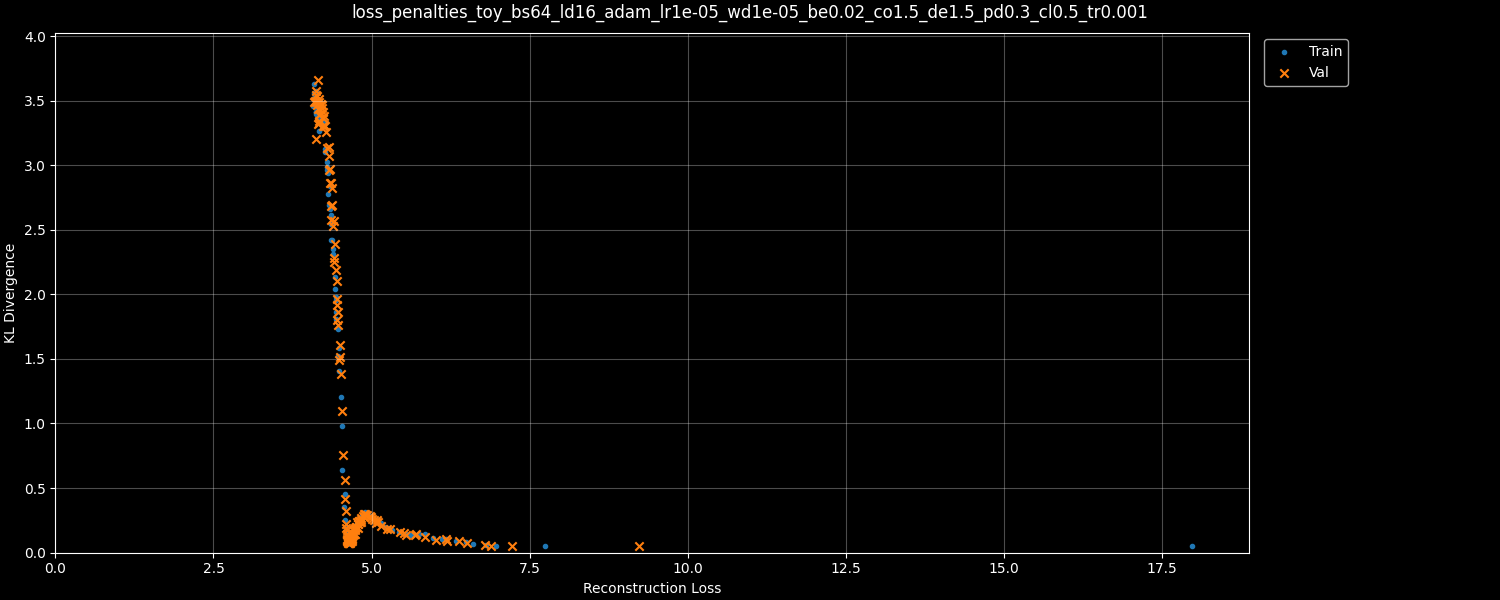 loss_penalties_toy_bs64_ld16_adam_lr1e-05_wd1e-05_be0.02_co1.5_de1.5_pd0.3_cl0.5_tr0.001
Train
Val
4.0
3.5
3.0
2.5
2.0
1.5
1.0
0.5
0.0
KL Divergence
0.0 2.5 5.0 7.5 10.0 12.5 15.0 17.5
Reconstruction Loss